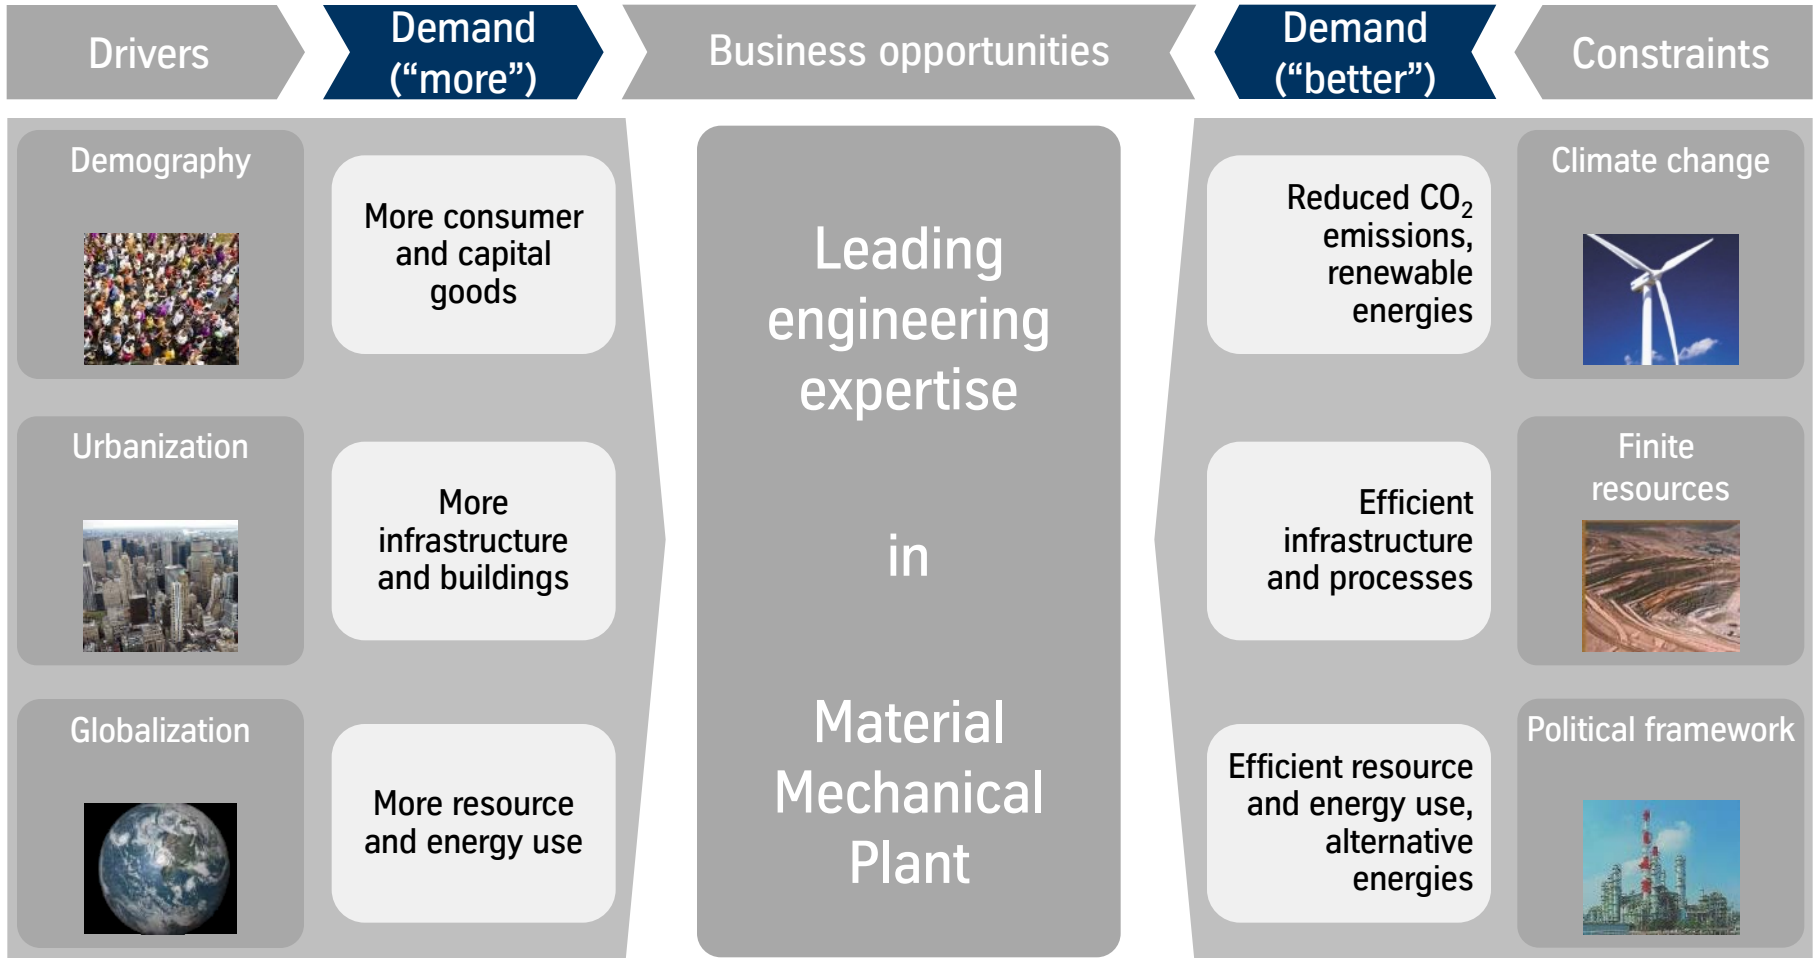 Drivers
Demand
(“more”)
Business opportunities
Demand
(“better”)
Constraints
Demography
More consumer
and capital
goods
Urbanization
More
infrastructure
and buildings
Globalization
More resource
and energy use
Leading
engineering
expertise
in
Material
Mechanical
Plant
Reduced CO₂
emissions,
renewable
energies
Climate change
Efficient
infrastructure
and processes
Finite
resources
Efficient resource
and energy use,
alternative
energies
Political framework